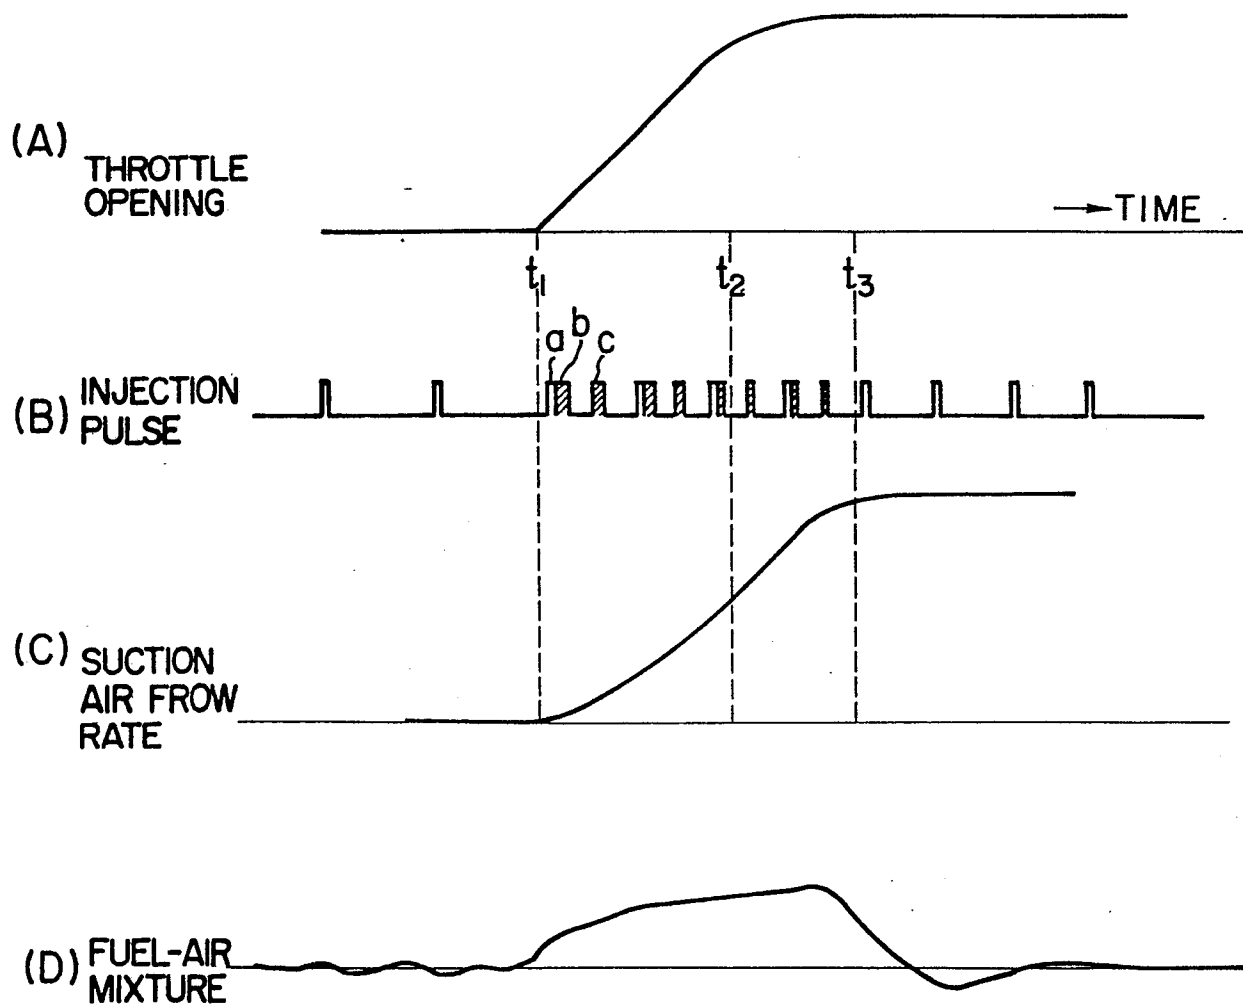 (A)
THROTTLE
OPENING
→TIME
t1
t2
t3
a
b
c
(B)
INJECTION
PULSE
(C)
SUCTION
AIR FROW
RATE
(D)
FUEL-AIR
MIXTURE